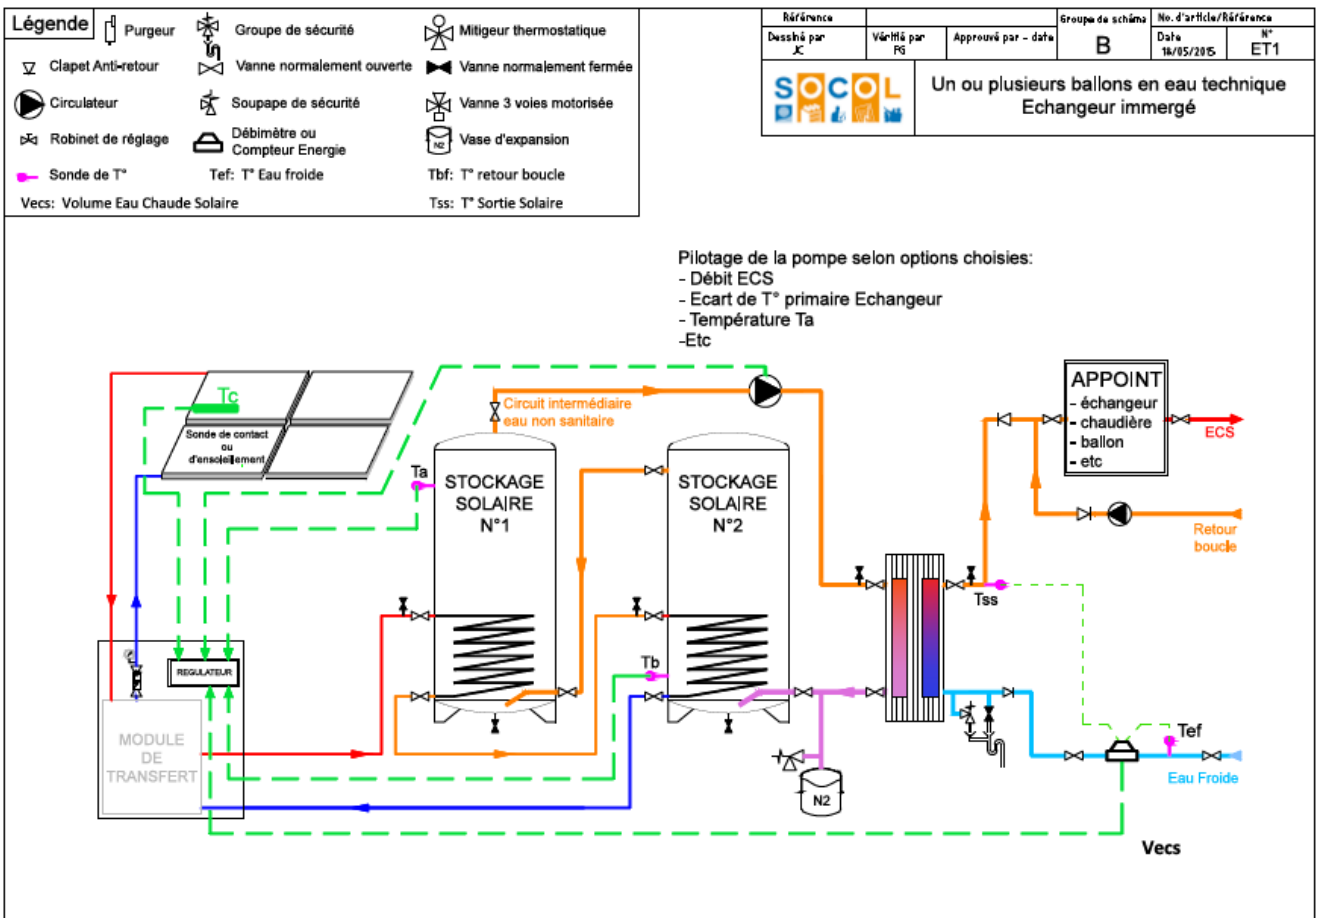 Légende
Purgeur
Groupe de sécurité
Mitigeur thermostatique
Clapet Anti-retour
Vanne normalement ouverte
Vanne normalement fermée
Circulateur
Soupape de sécurité
Vanne 3 voies motorisée
Robinet de réglage
Débimètre ou
Compteur Energie
N2
Vase d'expansion
Sonde de T°
Tef: T° Eau froide
Tbf: T° retour boucle
Vecs: Volume Eau Chaude Solaire
Tss: T° Sortie Solaire
Référence
Groupe de schéma
No. d'article/Référence
Dessiné par
JC
Vérifié par
PG
Approuvé par - date
B
Date
18/05/2015
N°
ET1
SOCOL
Un ou plusieurs ballons en eau technique
Echangeur immergé
Pilotage de la pompe selon options choisies:
- Débit ECS
- Ecart de T° primaire Echangeur
- Température Ta
-Etc
Tc
Sonde de contact
ou
d'ensoleillement
Circuit intermédiaire
eau non sanitaire
APPOINT
- échangeur
- chaudière
- ballon
- etc
ECS
Ta
STOCKAGE
SOLAIRE
N°1
STOCKAGE
SOLAIRE
N°2
Retour
boucle
Tss
REGULATEUR
Tb
MODULE
DE
TRANSFERT
Tef
Eau Froide
N2
Vecs